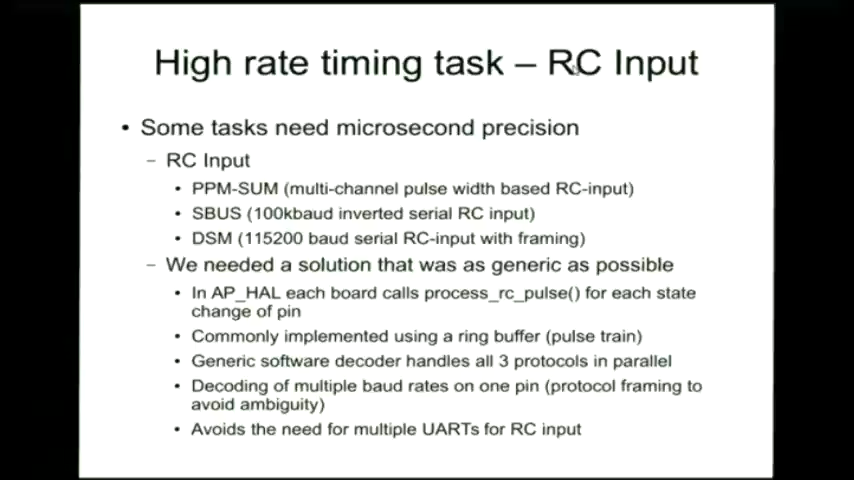 High rate timing task – RC Input
• Some tasks need microsecond precision
– RC Input
• PPM-SUM (multi-channel pulse width based RC-input)
• SBUS (100kbaud inverted serial RC input)
• DSM (115200 baud serial RC-input with framing)
– We needed a solution that was as generic as possible
• In AP_HAL each board calls process_rc_pulse() for each state
change of pin
• Commonly implemented using a ring buffer (pulse train)
• Generic software decoder handles all 3 protocols in parallel
• Decoding of multiple baud rates on one pin (protocol framing to
avoid ambiguity)
• Avoids the need for multiple UARTs for RC input